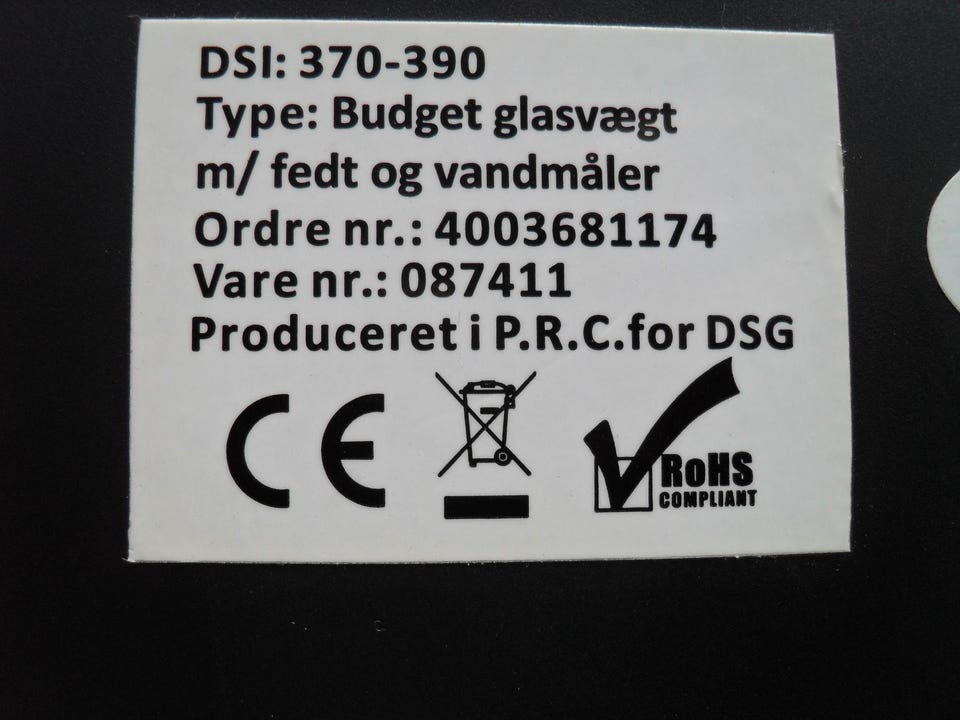 DSI: 370-390
Type: Budget glasvægt
m/ fedt og vandmåler
Ordre nr.: 4003681174
Vare nr.: 087411
Produceret i P.R.C.for DSG
CE
RoHS
COMPLIANT